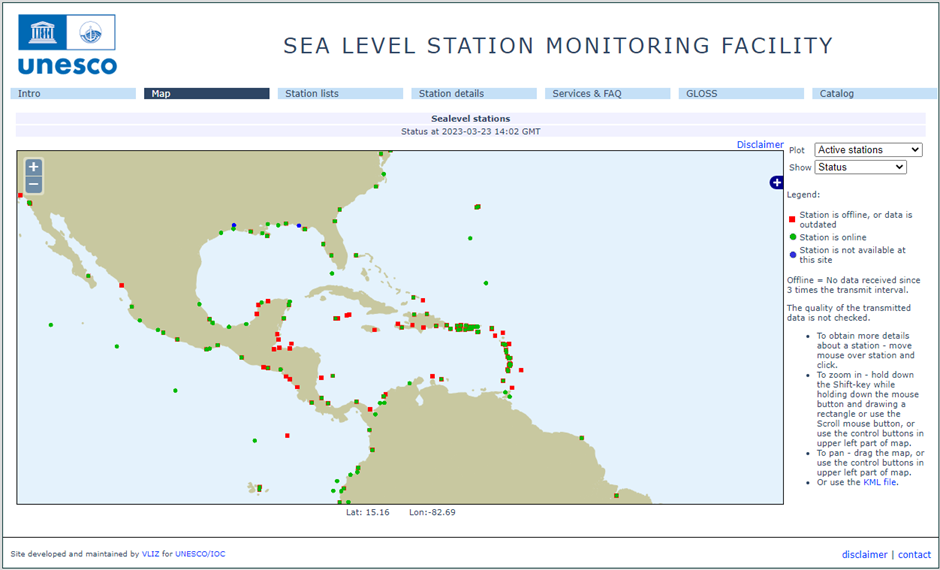 unesco
SEA LEVEL STATION MONITORING FACILITY
Intro
Map
Station lists
Station details
Services & FAQ
GLOSS
Catalog
Sealevel stations
Status at 2023-03-23 14:02 GMT
Disclaimer
+
−
+
Plot Active stations
Show Status
Legend:
Station is offline, or data is
outdated
Station is online
Station is not available at
this site
Offline = No data received since
3 times the transmit interval.
The quality of the transmitted
data is not checked.
• To obtain more details
about a station - move
mouse over station and
click.
• To zoom in - hold down
the Shift-key while
holding down the mouse
button and drawing a
rectangle or use the
Scroll mouse button, or
use the control buttons in
upper left part of map.
• To pan - drag the map, or
use the control buttons in
upper left part of map.
• Or use the KML file.
Lat: 15.16 Lon:-82.69
Site developed and maintained by VLIZ for UNESCO/IOC
disclaimer | contact